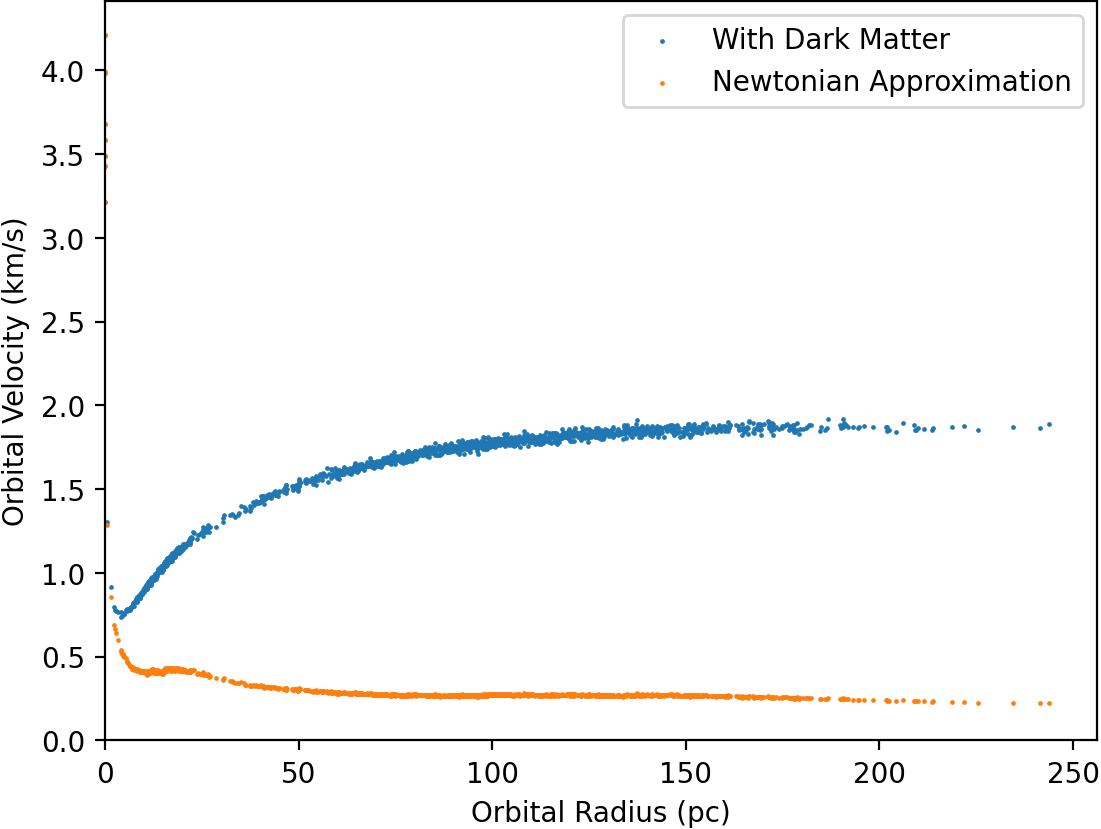 With Dark Matter
Newtonian Approximation
Orbital Velocity (km/s)
4.0
3.5
3.0
2.5
2.0
1.5
1.0
0.5
0.0
0 50 100 150 200 250
Orbital Radius (pc)